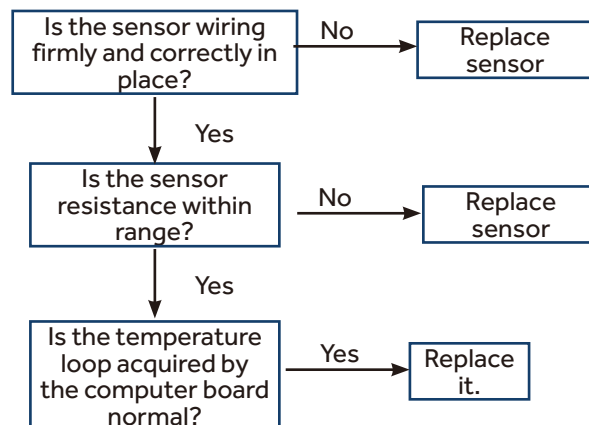 Is the sensor wiring
firmly and correctly in
place?
No
Replace
sensor
Yes
Is the sensor
resistance within
range?
No
Replace
sensor
Yes
Is the temperature
loop acquired by
the computer board
normal?
Yes
Replace
it.